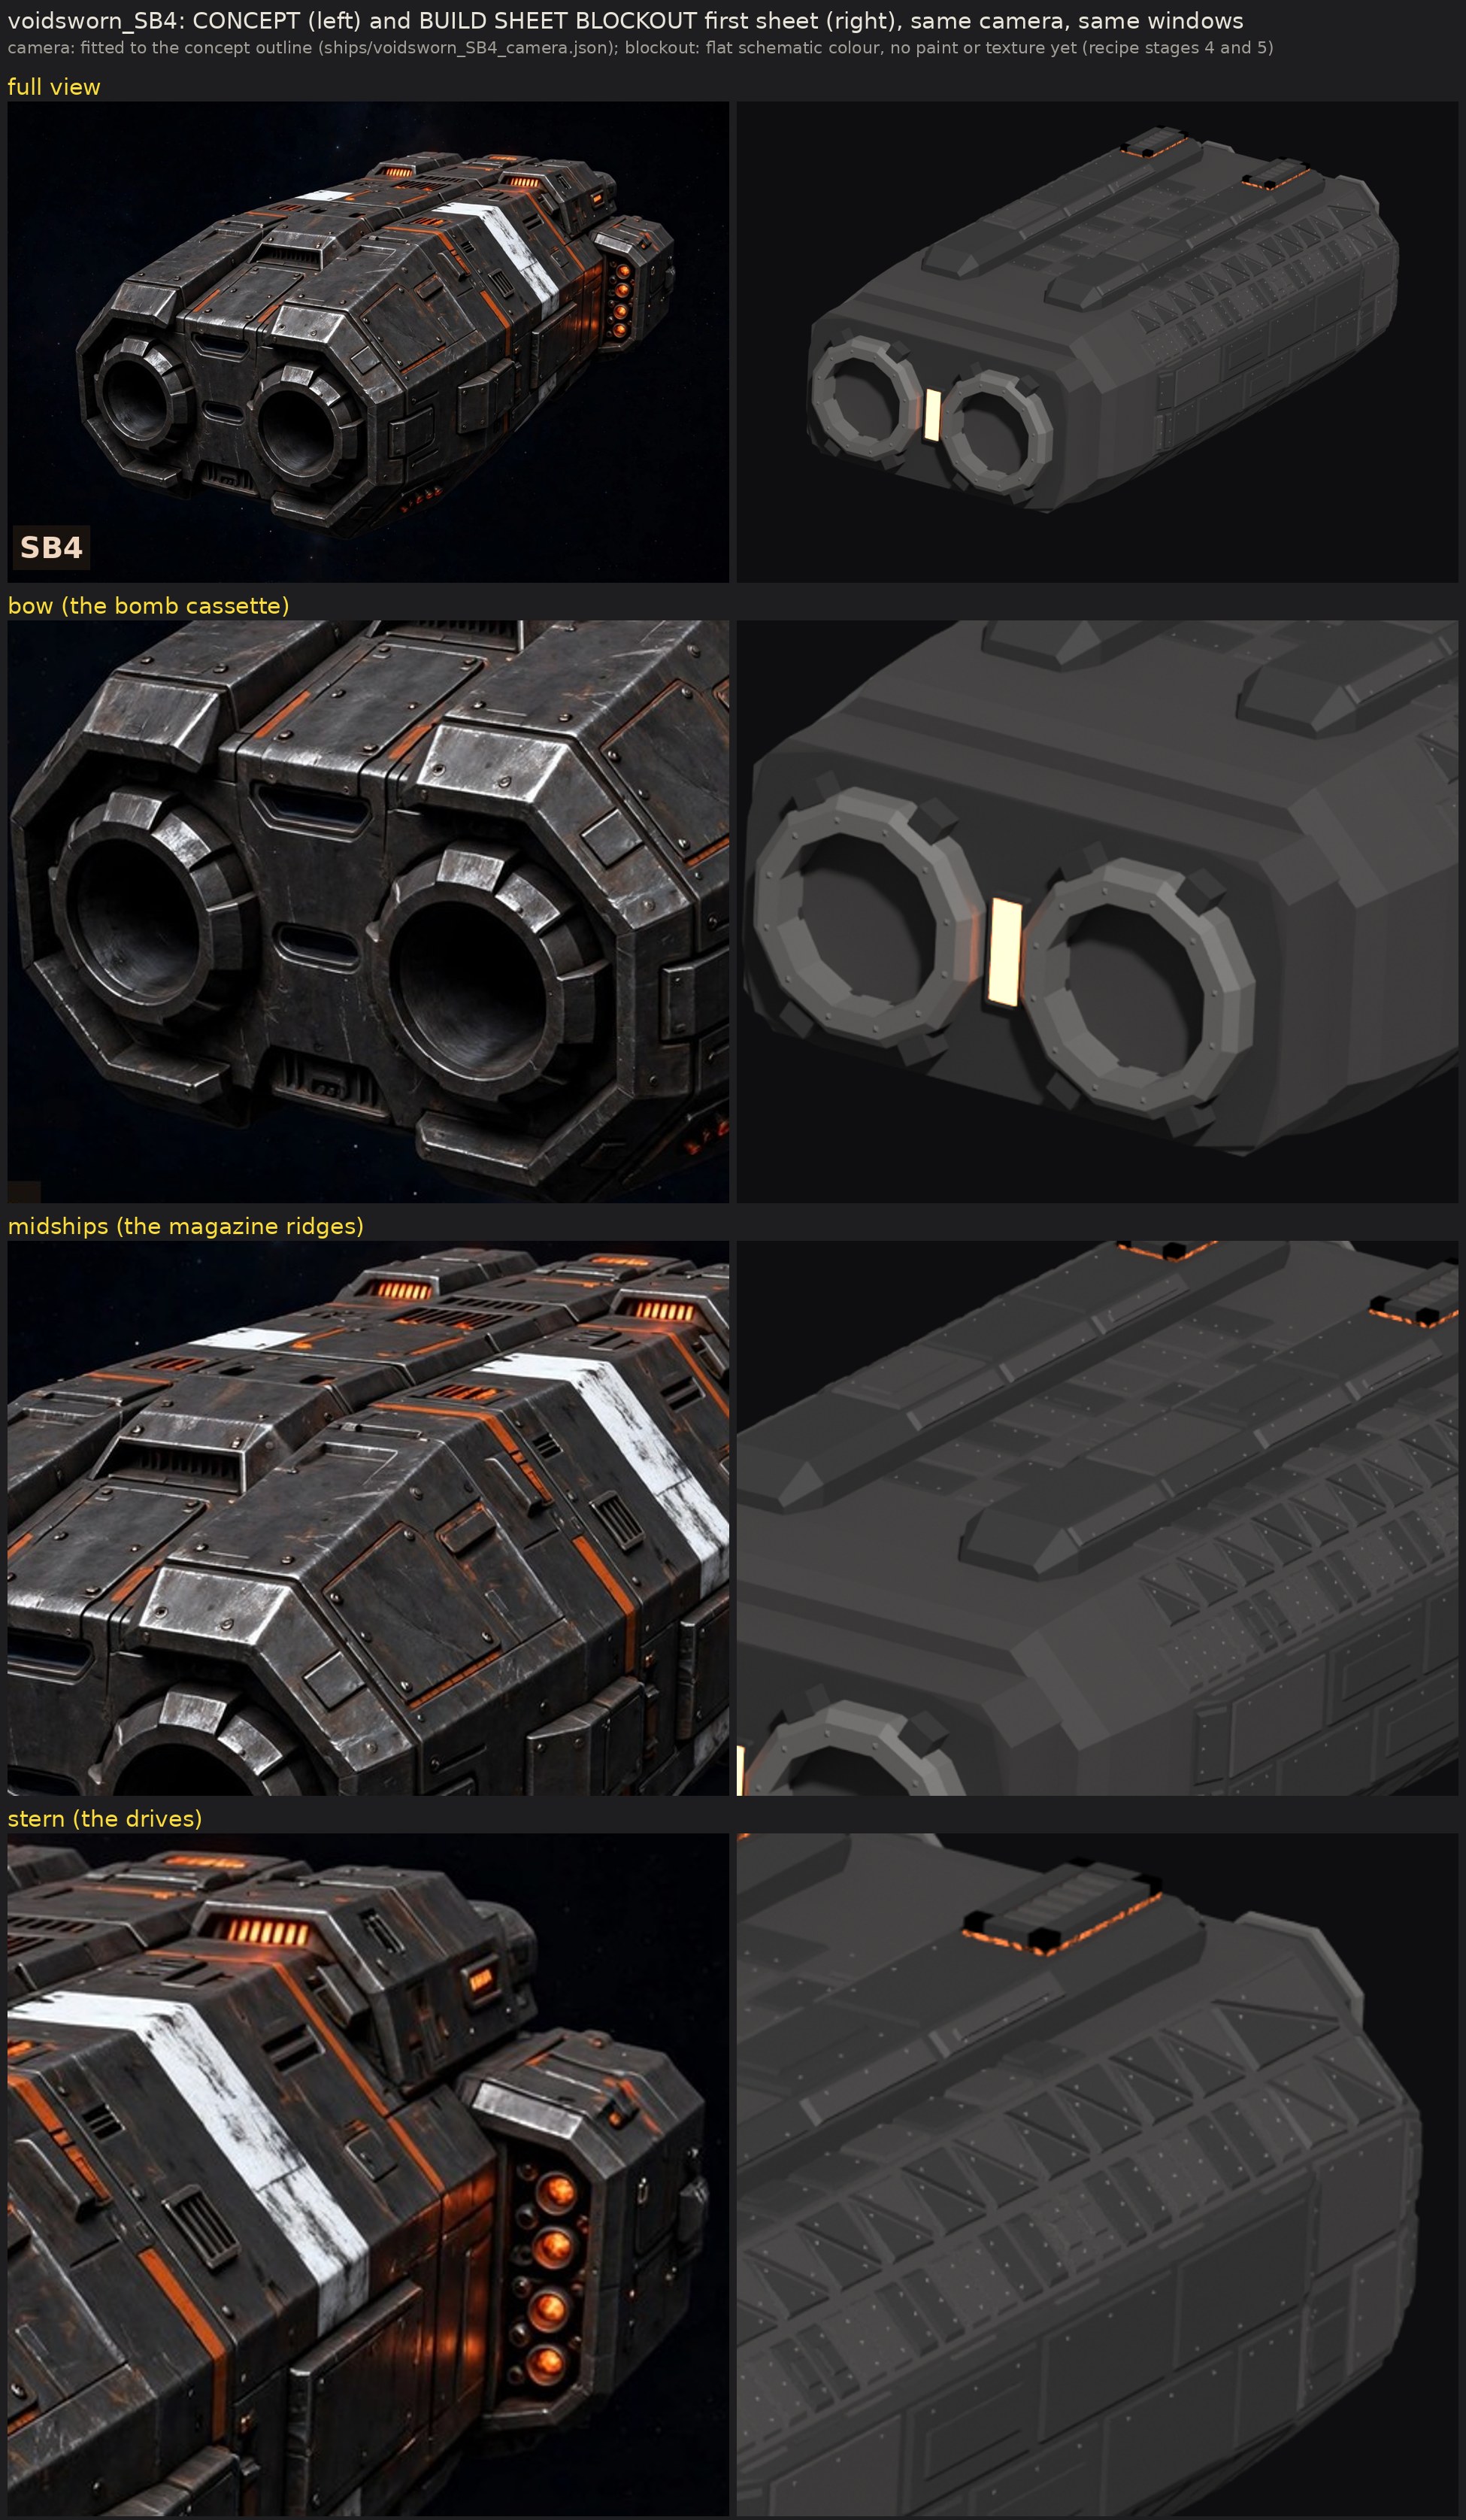 voidsworn_SB4: CONCEPT (left) and BUILD SHEET BLOCKOUT first sheet (right), same camera, same windows
camera: fitted to the concept outline (ships/voidsworn_SB4_camera.json); blockout: flat schematic colour, no paint or texture yet (recipe stages 4 and 5)
full view
SB4
bow (the bomb cassette)
midships (the magazine ridges)
stern (the drives)